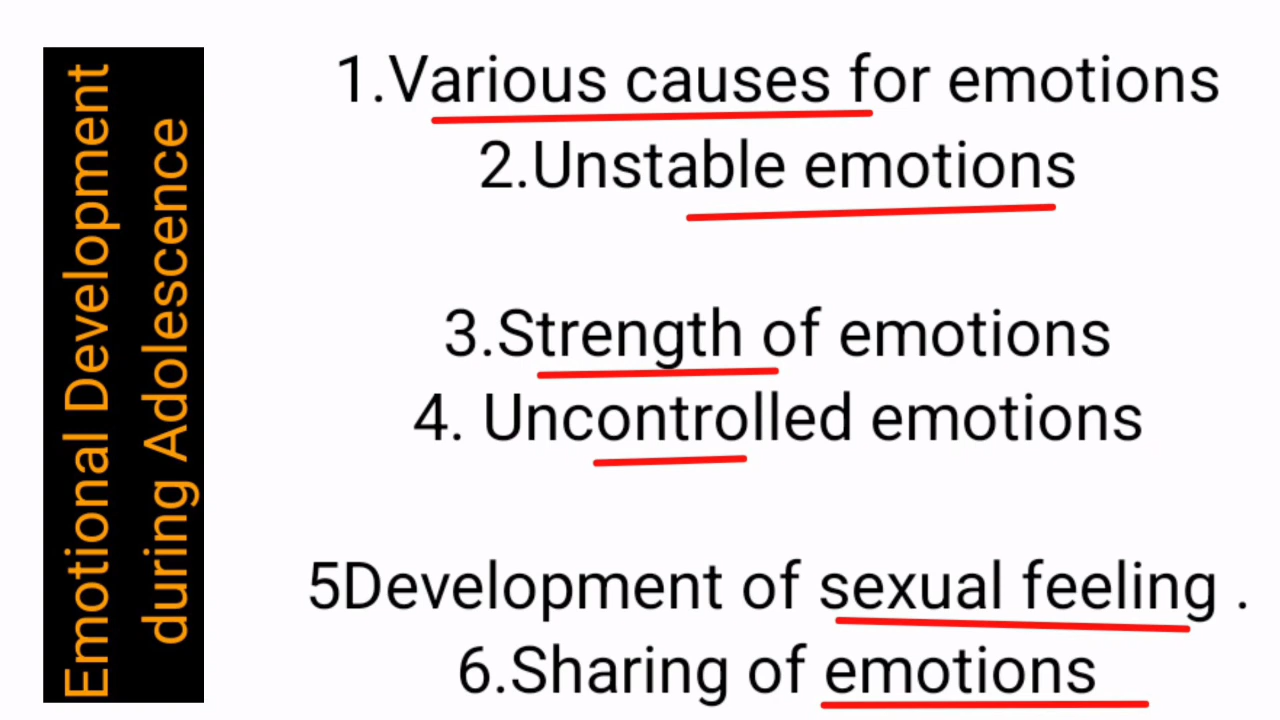 Emotional Development
during Adolescence
1.Various causes for emotions
2.Unstable emotions
3.Strength of emotions
4. Uncontrolled emotions
5Development of sexual feeling .
6.Sharing of emotions